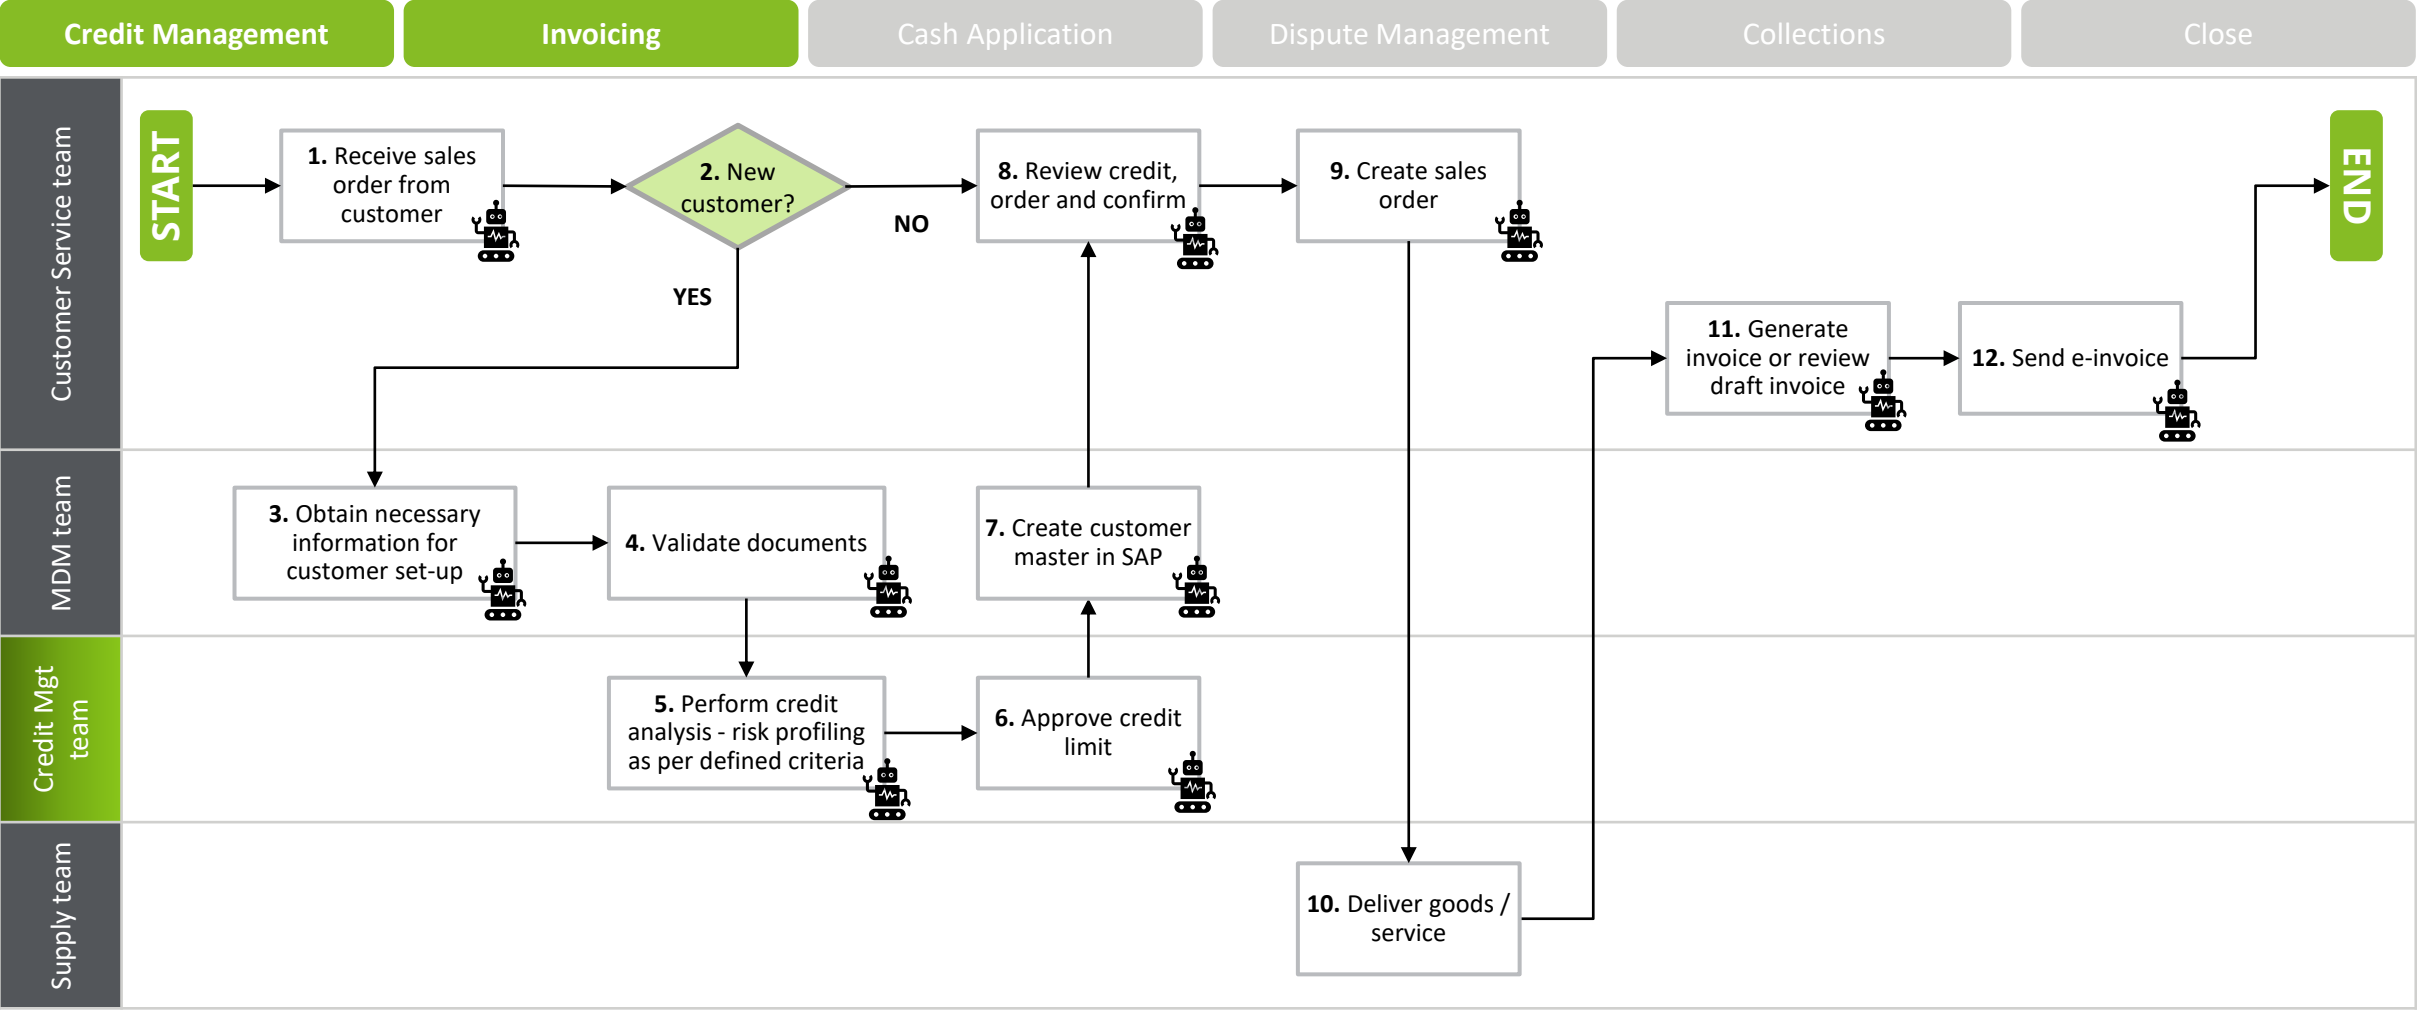 Credit Management
Invoicing
Cash Application
Dispute Management
Collections
Close
Customer Service team
START
1. Receive sales
order from
customer
2. New
customer?
NO
YES
8. Review credit,
order and confirm
9. Create sales
order
11. Generate
invoice or review
draft invoice
12. Send e-invoice
END
MDM team
3. Obtain necessary
information for
customer set-up
4. Validate documents
7. Create customer
master in SAP
Credit Mgt
team
5. Perform credit
analysis - risk profiling
as per defined criteria
6. Approve credit
limit
Supply team
10. Deliver goods /
service